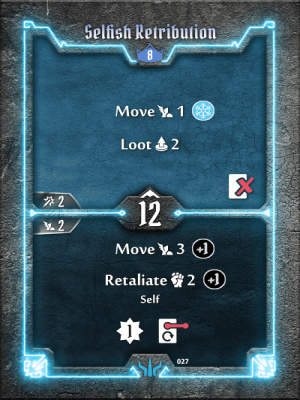 Selfish Retribution
8
Move 1
Loot 2
2
12
2
Move 3 +1
Retaliate 2 +1
Self
1
027